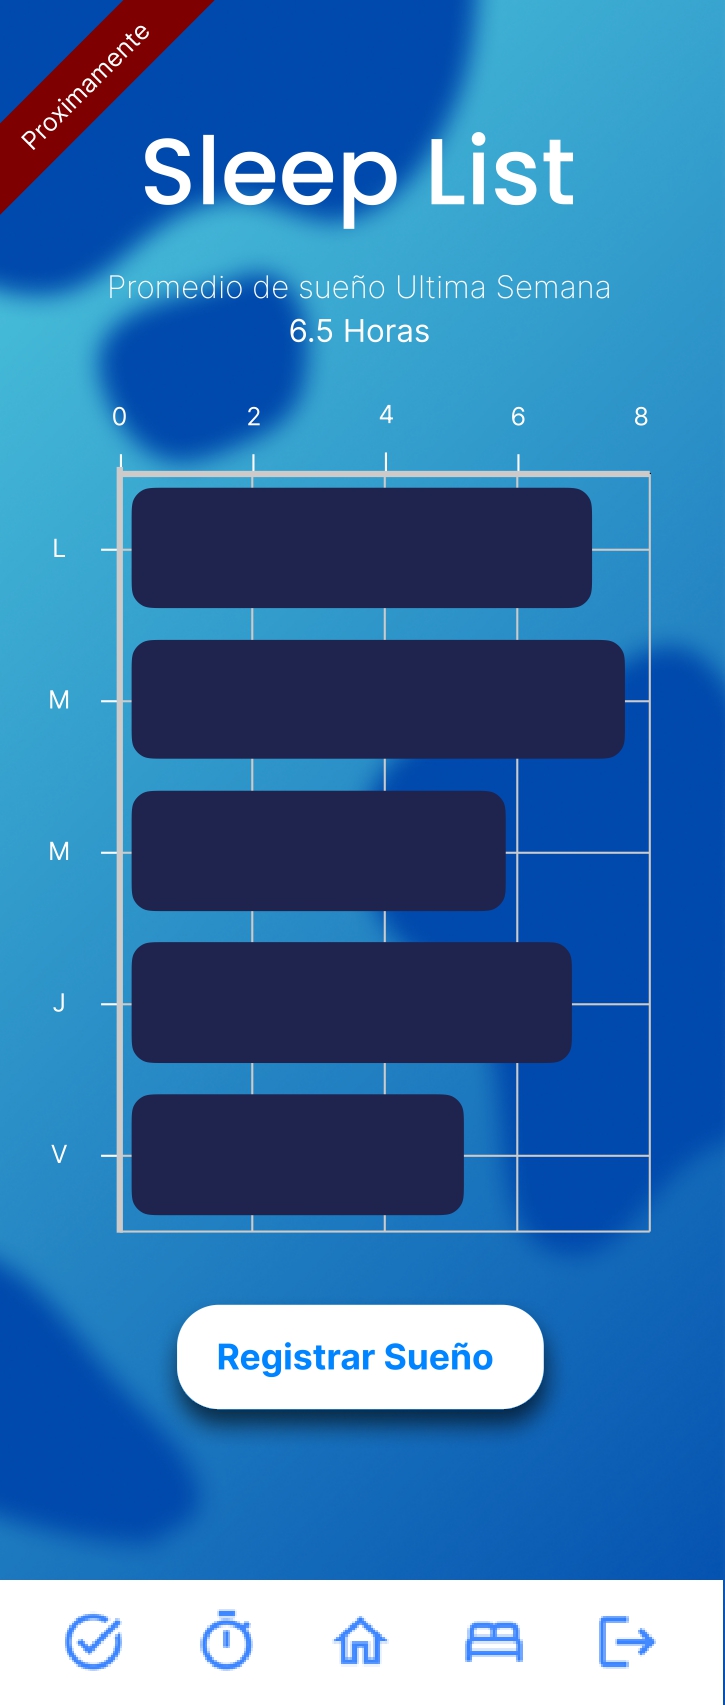 Proximamente
Sleep List
Promedio de sueño Ultima Semana
6.5 Horas
0 2 4 6 8
L
M
M
J
V
Registrar Sueño